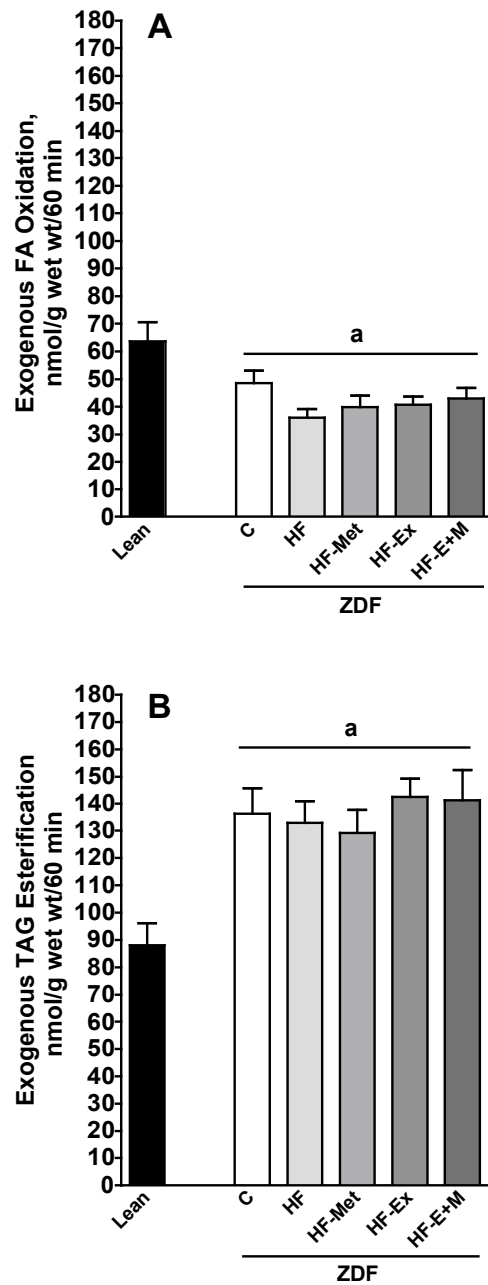 A
Exogenous FA Oxidation,
nmol/g wet wt/60 min
180
170
160
150
140
130
120
110
100
90
80
70
60
50
40
30
20
10
0
a
Lean
C
HF
HF-Met
HF-Ex
HF-E+M
ZDF
B
Exogenous TAG Esterification
nmol/g wet wt/60 min
180
170
160
150
140
130
120
110
100
90
80
70
60
50
40
30
20
10
0
a
Lean
C
HF
HF-Met
HF-Ex
HF-E+M
ZDF